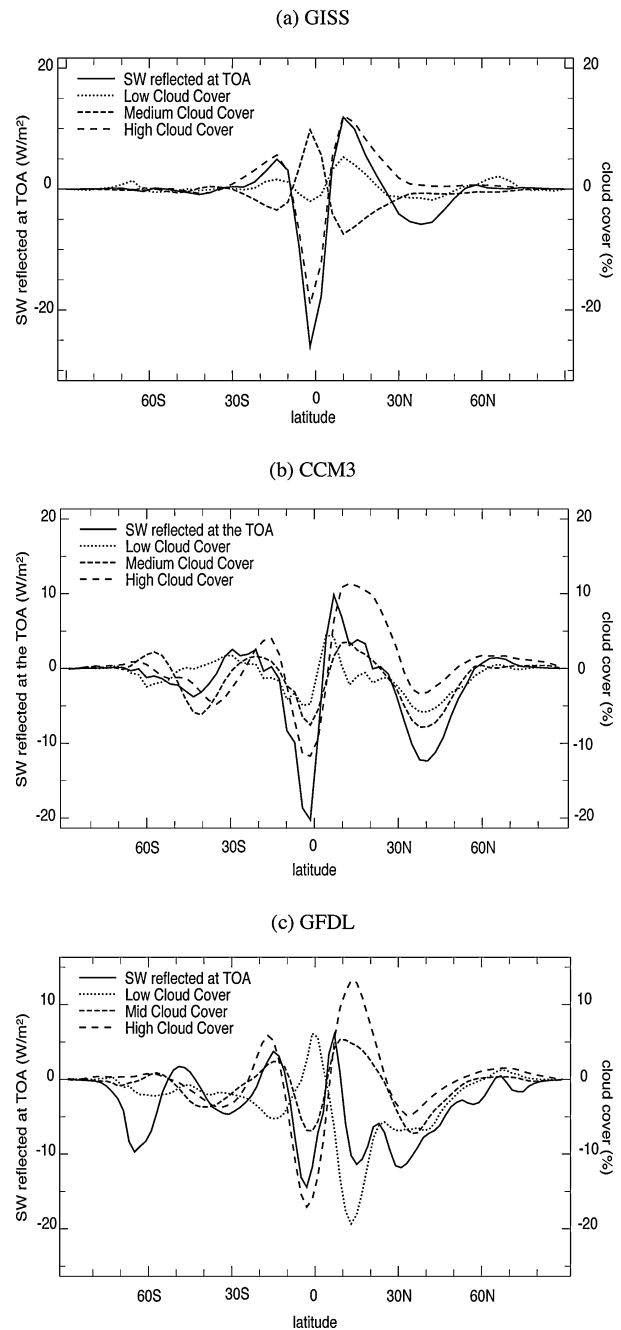 (a) GISS
20
20
SW reflected at TOA
Low Cloud Cover
Medium Cloud Cover
High Cloud Cover
SW reflected at TOA (W/m²)
cloud cover (%)
0
0
-20
-20
60S 30S 0 30N 60N
latitude
(b) CCM3
20
20
SW reflected at the TOA
Low Cloud Cover
Medium Cloud Cover
High Cloud Cover
SW reflected at the TOA (W/m²)
cloud cover (%)
10
10
0
0
-10
-10
-20
-20
60S 30S 0 30N 60N
latitude
(c) GFDL
SW reflected at TOA
Low Cloud Cover
Mid Cloud Cover
High Cloud Cover
SW reflected at TOA (W/m²)
cloud cover (%)
10
10
0
0
-10
-10
-20
-20
60S 30S 0 30N 60N
latitude